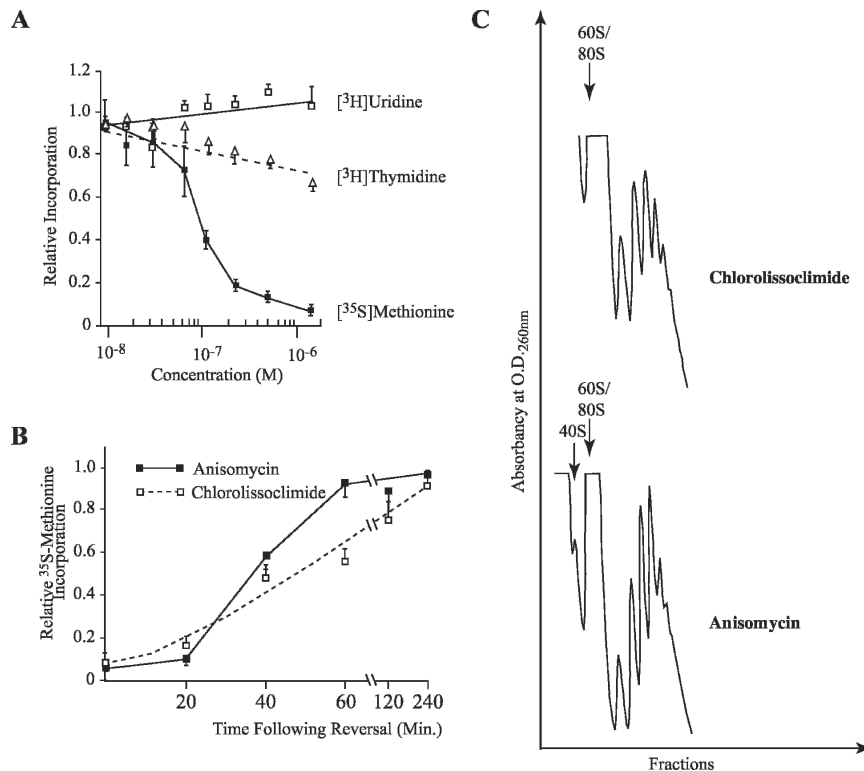 A
1.2
1.0
0.8
0.6
0.4
0.2
0
Relative Incorporation
[³H]Uridine
[³H]Thymidine
[³⁵S]Methionine
10⁻⁸
10⁻⁷
10⁻⁶
Concentration (M)
B
1.0
0.8
0.6
0.4
0.2
0
Relative ³⁵S-Methionine
Incorporation
Anisomycin
Chlorolissoclimide
20
40
60
120
240
Time Following Reversal (Min.)
C
60S/
80S
Chlorolissoclimide
60S/
80S
40S
Anisomycin
Absorbancy at O.D.260nm
Fractions